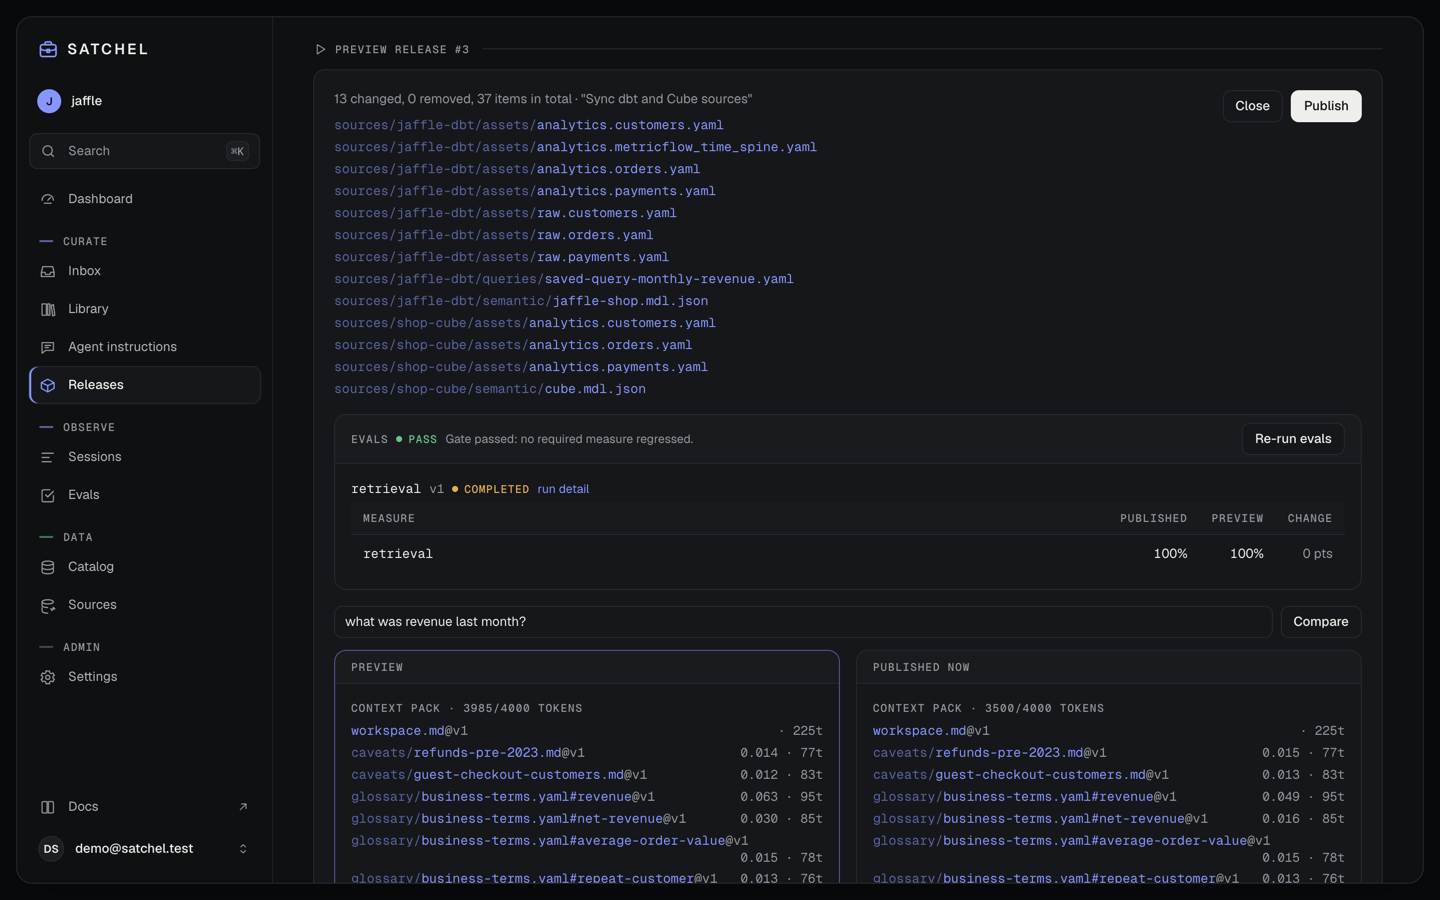 SATCHEL
J jaffle
Search ⌘K
Dashboard
CURATE
Inbox
Library
Agent instructions
Releases
OBSERVE
Sessions
Evals
DATA
Catalog
Sources
ADMIN
Settings
Docs
DS demo@satchel.test
PREVIEW RELEASE #3
13 changed, 0 removed, 37 items in total · "Sync dbt and Cube sources"
Close Publish
sources/jaffle-dbt/assets/analytics.customers.yaml
sources/jaffle-dbt/assets/analytics.metricflow_time_spine.yaml
sources/jaffle-dbt/assets/analytics.orders.yaml
sources/jaffle-dbt/assets/analytics.payments.yaml
sources/jaffle-dbt/assets/raw.customers.yaml
sources/jaffle-dbt/assets/raw.orders.yaml
sources/jaffle-dbt/assets/raw.payments.yaml
sources/jaffle-dbt/queries/saved-query-monthly-revenue.yaml
sources/jaffle-dbt/semantic/jaffle-shop.mdl.json
sources/shop-cube/assets/analytics.customers.yaml
sources/shop-cube/assets/analytics.orders.yaml
sources/shop-cube/assets/analytics.payments.yaml
sources/shop-cube/semantic/cube.mdl.json
EVALS PASS Gate passed: no required measure regressed. Re-run evals
retrieval v1 COMPLETED run detail
MEASURE PUBLISHED PREVIEW CHANGE
retrieval 100% 100% 0 pts
what was revenue last month? Compare
PREVIEW
CONTEXT PACK · 3985/4000 TOKENS
workspace.md@v1 · 225t
caveats/refunds-pre-2023.md@v1 0.014 · 77t
caveats/guest-checkout-customers.md@v1 0.012 · 83t
glossary/business-terms.yaml#revenue@v1 0.063 · 95t
glossary/business-terms.yaml#net-revenue@v1 0.030 · 85t
glossary/business-terms.yaml#average-order-value@v1
0.015 · 78t
glossary/business-terms.yaml#repeat-customer@v1 0.013 · 76t
PUBLISHED NOW
CONTEXT PACK · 3500/4000 TOKENS
workspace.md@v1 · 225t
caveats/refunds-pre-2023.md@v1 0.015 · 77t
caveats/guest-checkout-customers.md@v1 0.013 · 83t
glossary/business-terms.yaml#revenue@v1 0.049 · 95t
glossary/business-terms.yaml#net-revenue@v1 0.016 · 85t
glossary/business-terms.yaml#average-order-value@v1
0.015 · 78t
glossary/business-terms.yaml#repeat-customer@v1 0.013 · 76t